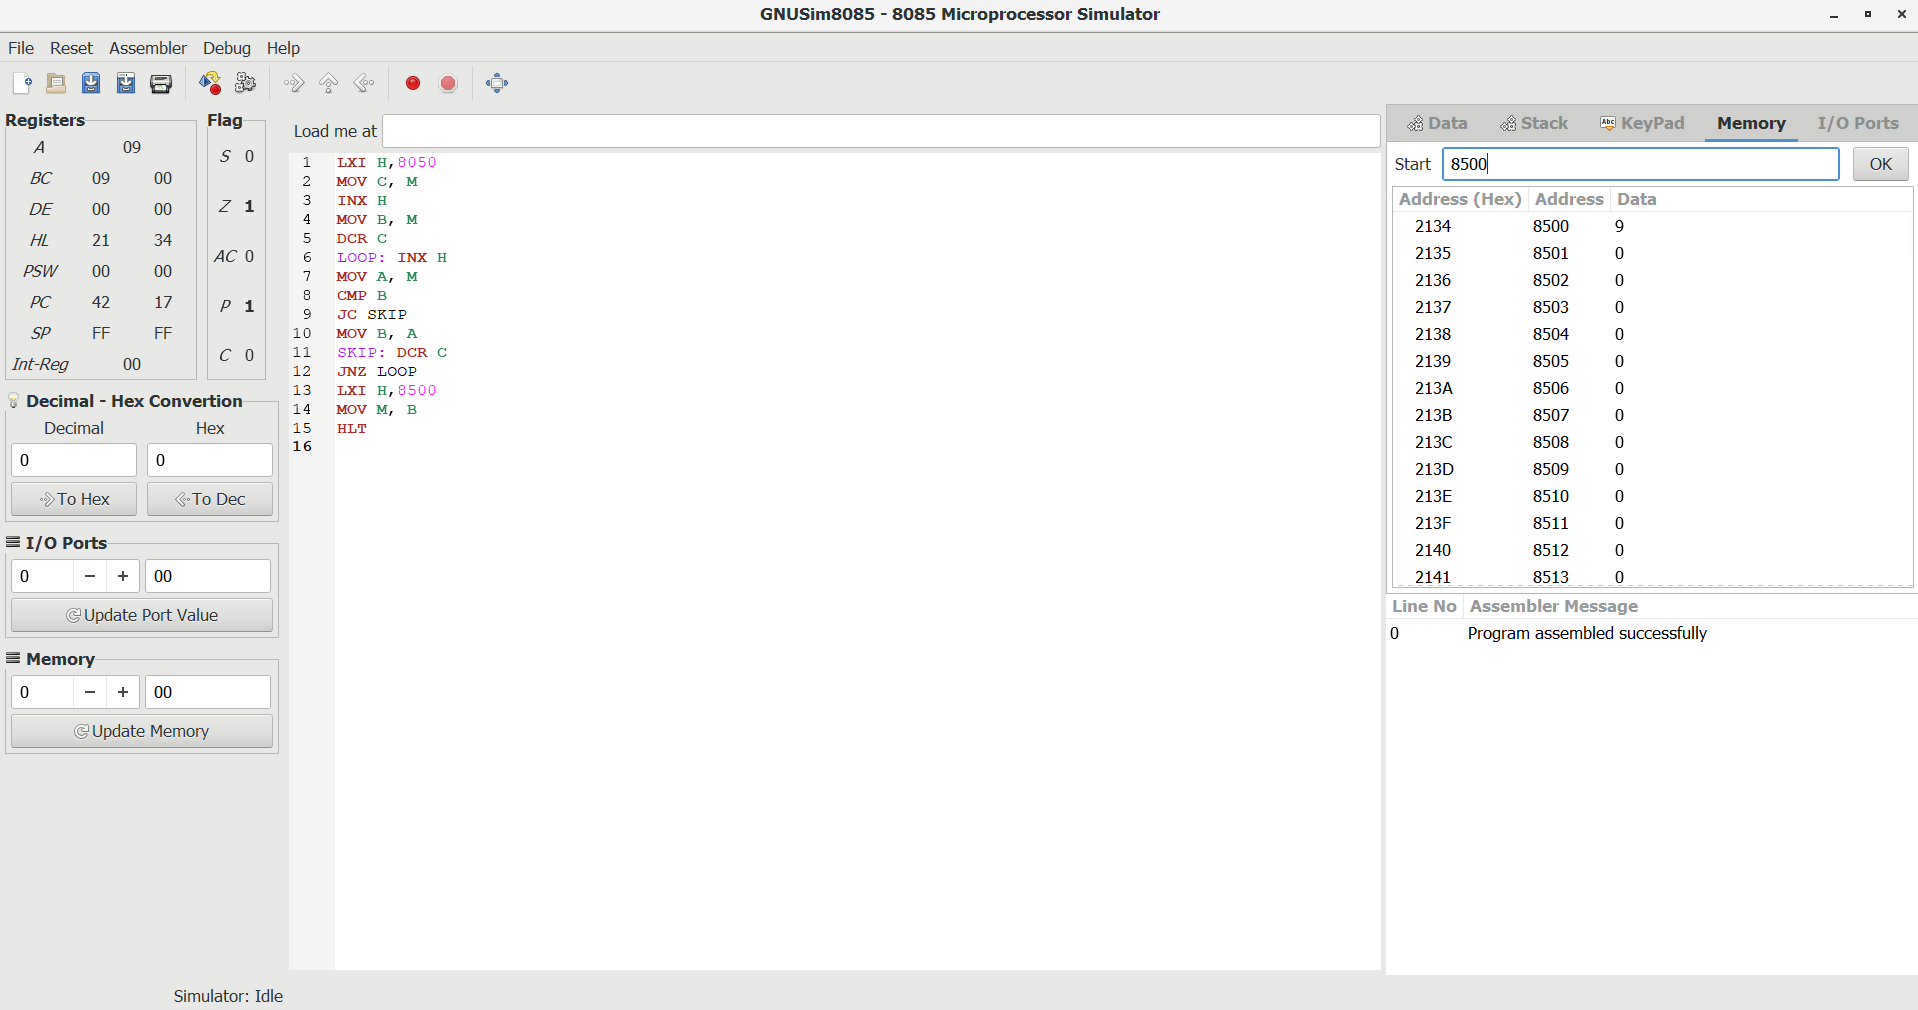 GNUSim8085 - 8085 Microprocessor Simulator
File Reset Assembler Debug Help
Registers
A 09
BC 09 00
DE 00 00
HL 21 34
PSW 00 00
PC 42 17
SP FF FF
Int-Reg 00
Flag
S 0
Z 1
AC 0
P 1
C 0
Decimal - Hex Convertion
Decimal Hex
0 0
To Hex To Dec
I/O Ports
0 − + 00
Update Port Value
Memory
0 − + 00
Update Memory
Load me at
1 LXI H,8050
2 MOV C, M
3 INX H
4 MOV B, M
5 DCR C
6 LOOP: INX H
7 MOV A, M
8 CMP B
9 JC SKIP
10 MOV B, A
11 SKIP: DCR C
12 JNZ LOOP
13 LXI H,8500
14 MOV M, B
15 HLT
16
Data Stack Abc KeyPad Memory I/O Ports
Start 8500 OK
Address (Hex) Address Data
2134 8500 9
2135 8501 0
2136 8502 0
2137 8503 0
2138 8504 0
2139 8505 0
213A 8506 0
213B 8507 0
213C 8508 0
213D 8509 0
213E 8510 0
213F 8511 0
2140 8512 0
2141 8513 0
Line No Assembler Message
0 Program assembled successfully
Simulator: Idle